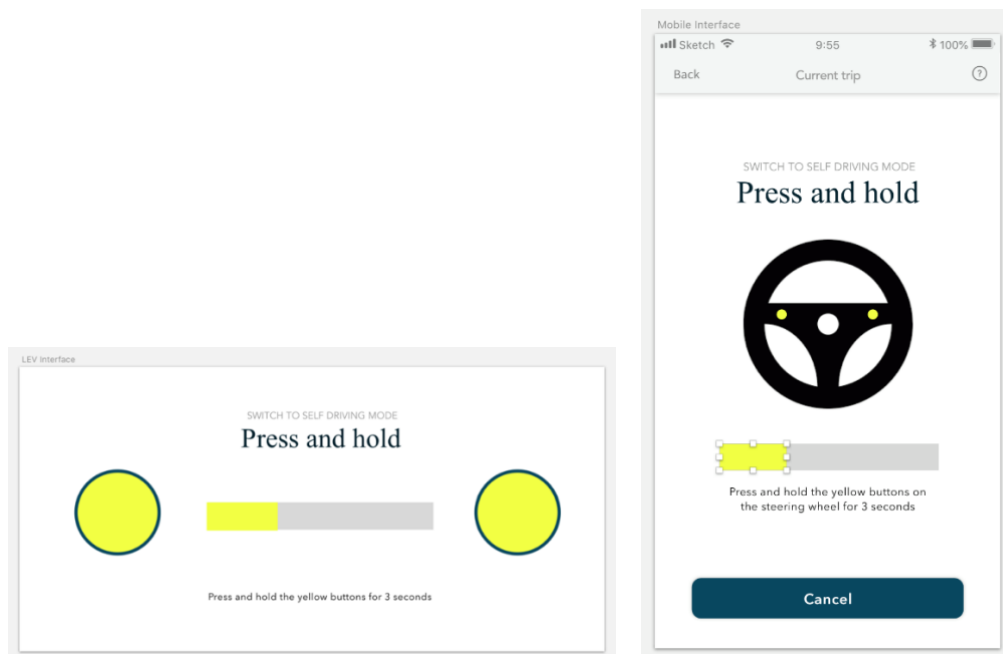 LEV Interface
SWITCH TO SELF DRIVING MODE
Press and hold
Press and hold the yellow buttons for 3 seconds
Mobile Interface
Sketch 9:55 100%
Back Current trip ?
SWITCH TO SELF DRIVING MODE
Press and hold
Press and hold the yellow buttons on
the steering wheel for 3 seconds
Cancel